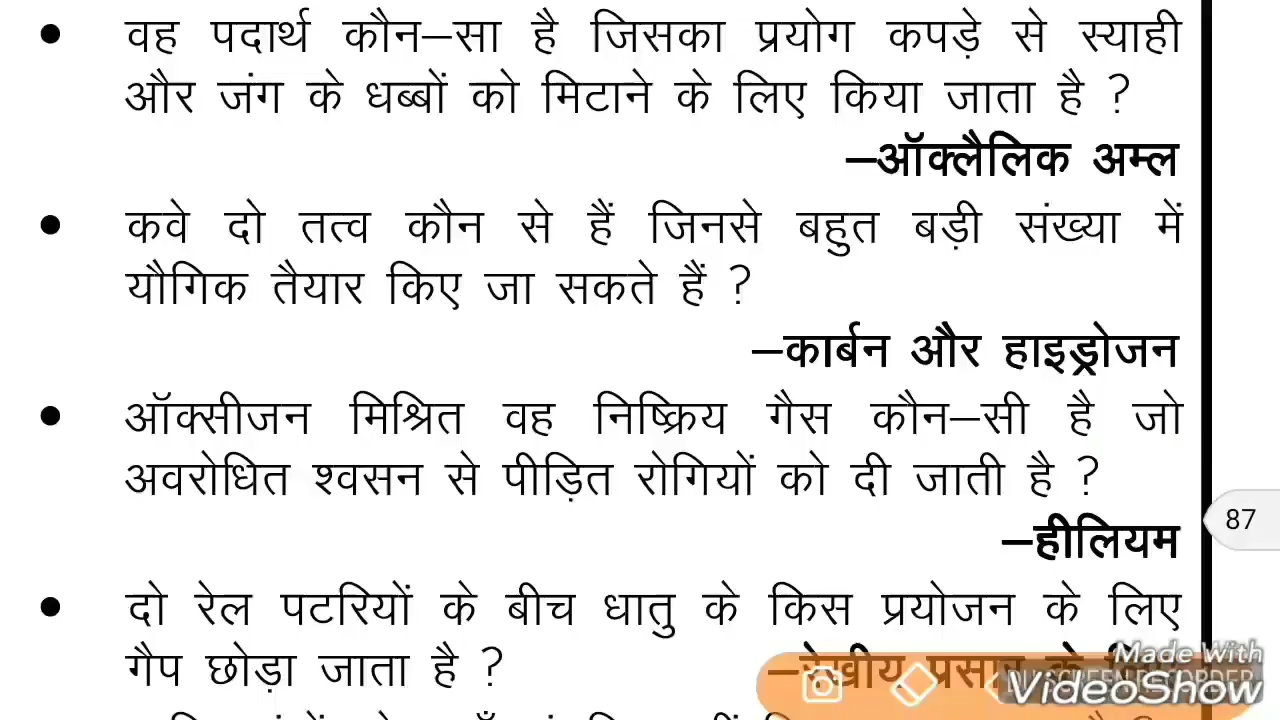 • वह पदार्थ कौन–सा है जिसका प्रयोग कपड़े से स्याही
और जंग के धब्बों को मिटाने के लिए किया जाता है ?
–ऑक्लैलिक अम्ल
• कवे दो तत्व कौन से हैं जिनसे बहुत बड़ी संख्या में
यौगिक तैयार किए जा सकते हैं ?
–कार्बन और हाइड्रोजन
• ऑक्सीजन मिश्रित वह निष्क्रिय गैस कौन–सी है जो
अवरोधित श्वसन से पीड़ित रोगियों को दी जाती है ?
–हीलियम
87
• दो रेल पटरियों के बीच धातु के किस प्रयोजन के लिए
गैप छोड़ा जाता है ? –रेखीय प्रसार के
Made With
VideoShow